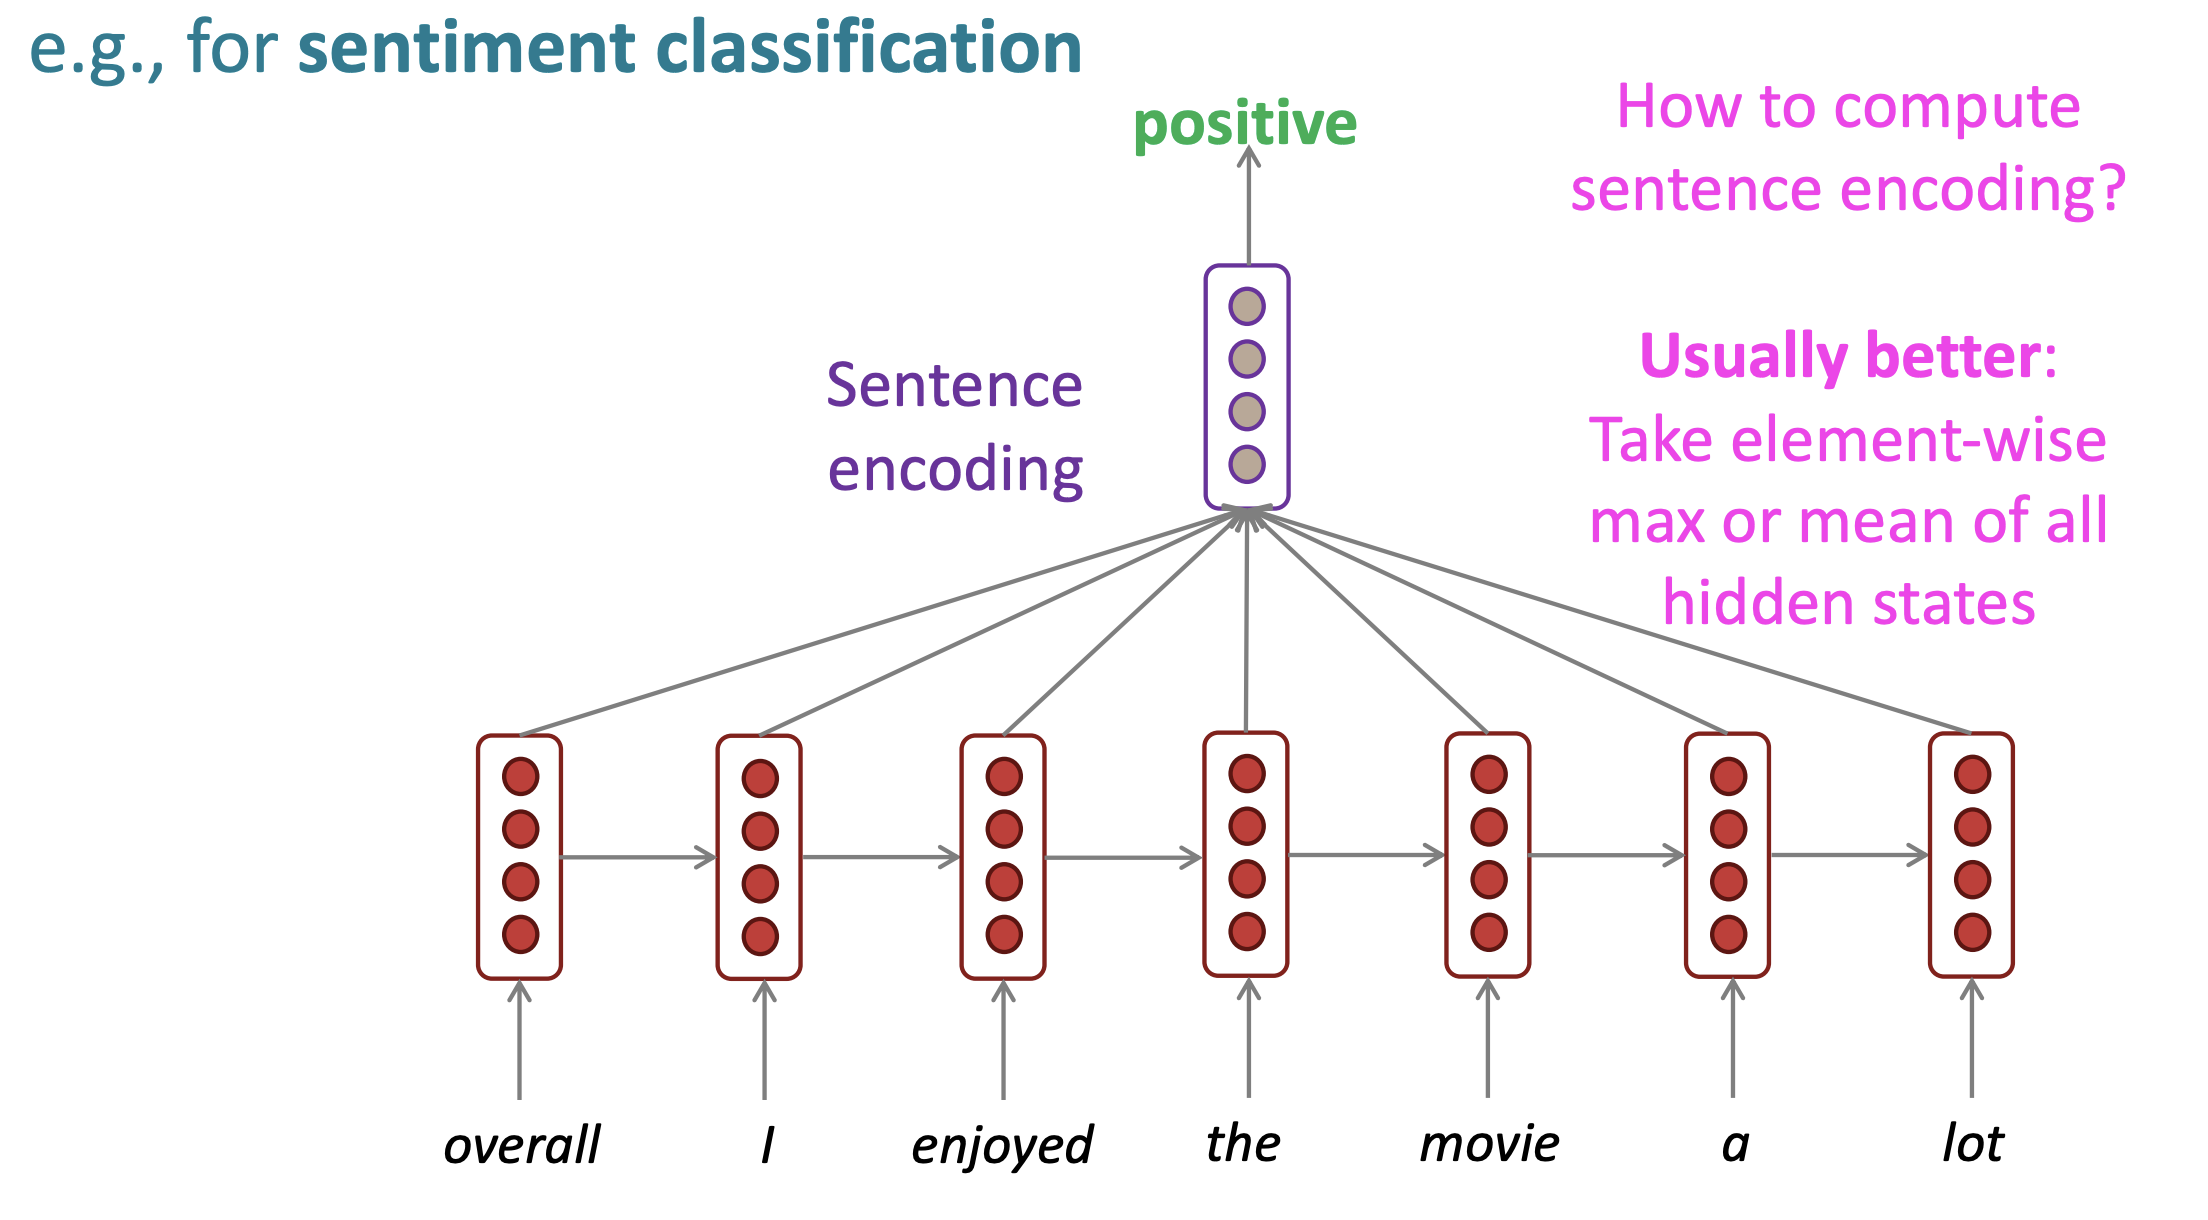 e.g., for sentiment classification
positive
How to compute
sentence encoding?
Sentence
encoding
Usually better:
Take element-wise
max or mean of all
hidden states
overall I enjoyed the movie a lot